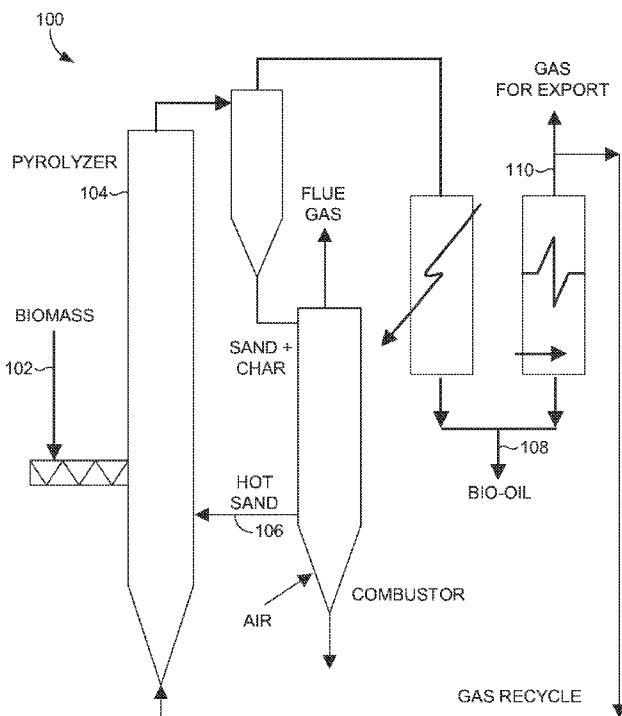 100
GAS
FOR EXPORT
110
PYROLYZER
104
FLUE
GAS
BIOMASS
102
SAND +
CHAR
108
BIO-OIL
HOT
SAND
106
AIR
COMBUSTOR
GAS RECYCLE